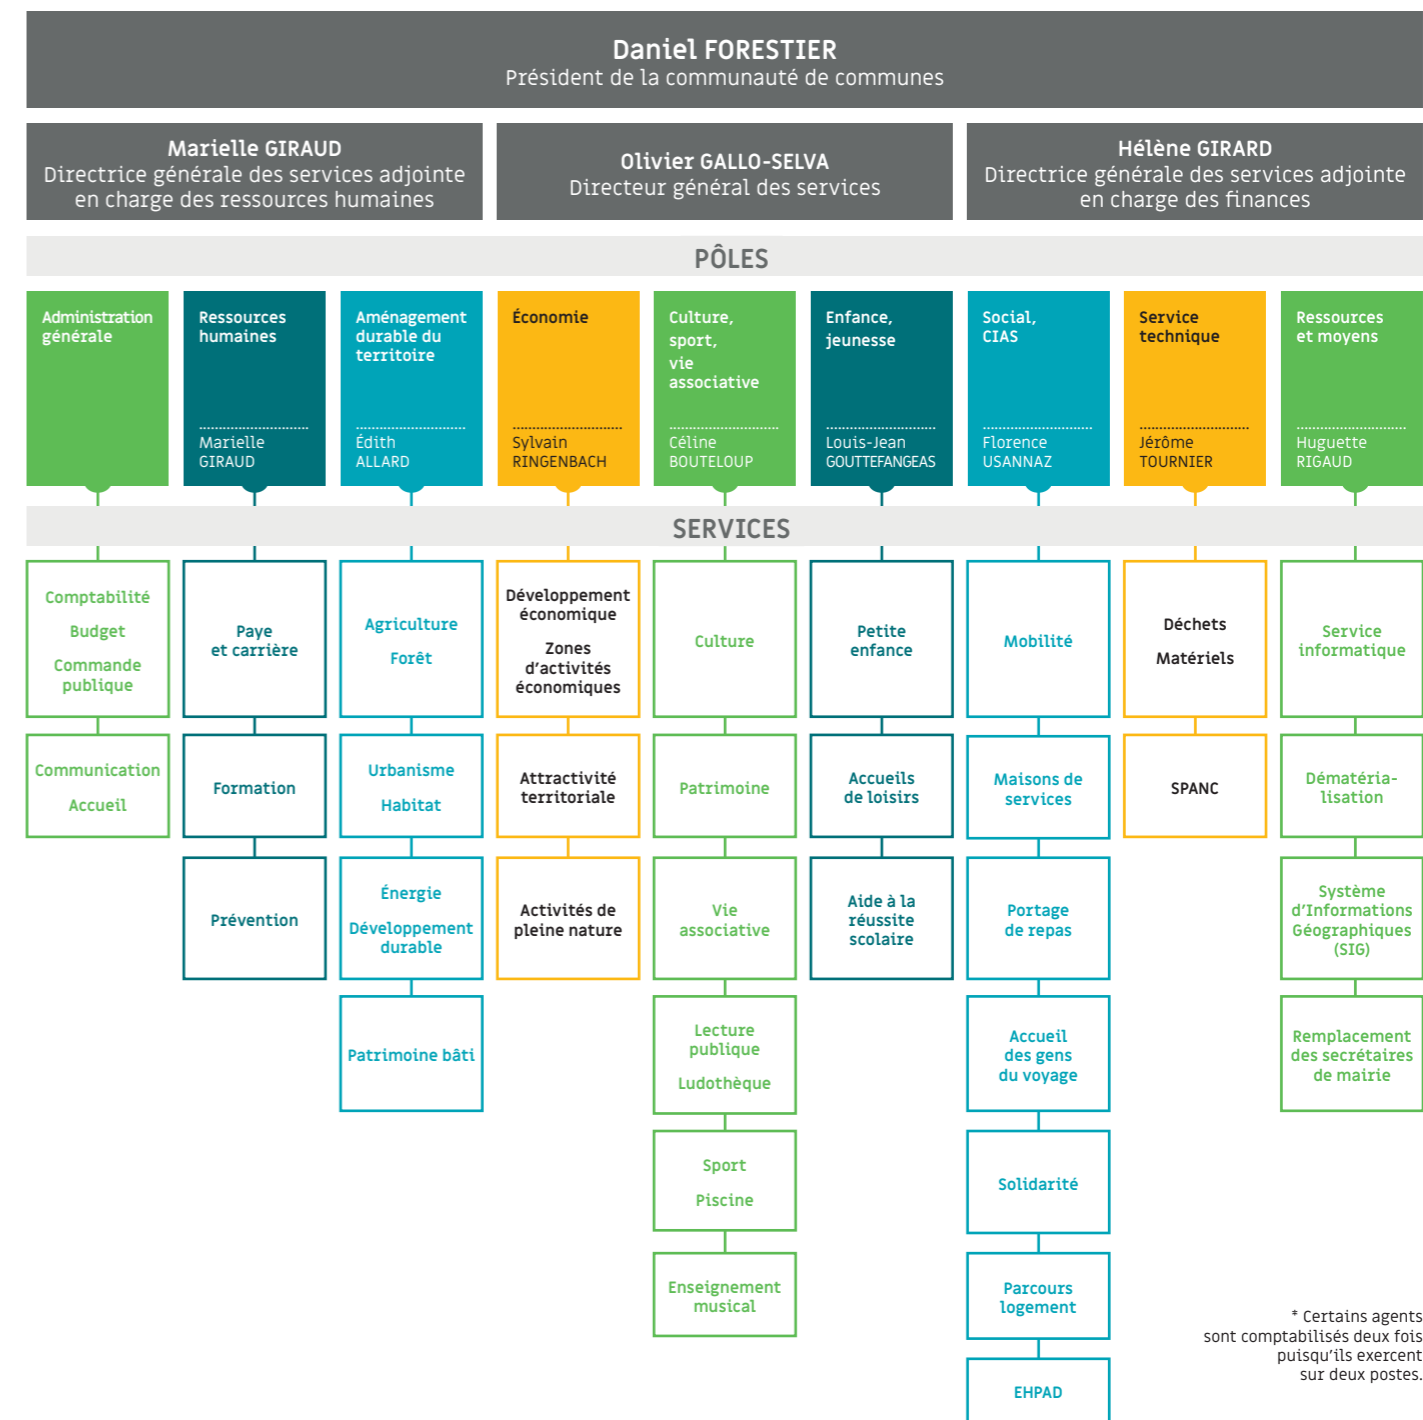 Daniel FORESTIER
Président de la communauté de communes
Marielle GIRAUD
Directrice générale des services adjointe
en charge des ressources humaines
Olivier GALLO-SELVA
Directeur général des services
Hélène GIRARD
Directrice générale des services adjointe
en charge des finances
PÔLES
Administration
générale
Ressources
humaines
Marielle
GIRAUD
Aménagement
durable du
territoire
Édith
ALLARD
Économie
Sylvain
RINGENBACH
Culture,
sport,
vie
associative
Céline
BOUTELOUP
Enfance,
jeunesse
Louis-Jean
GOUTTEFANGEAS
Social,
CIAS
Florence
USANNAZ
Service
technique
Jérôme
TOURNIER
Ressources
et moyens
Huguette
RIGAUD
SERVICES
Comptabilité
Budget
Commande
publique
Communication
Accueil
Paye
et carrière
Formation
Prévention
Agriculture
Forêt
Urbanisme
Habitat
Énergie
Développement
durable
Patrimoine bâti
Développement
économique
Zones
d'activités
économiques
Attractivité
territoriale
Activités de
pleine nature
Culture
Patrimoine
Vie
associative
Lecture
publique
Ludothèque
Sport
Piscine
Enseignement
musical
Petite
enfance
Accueils
de loisirs
Aide à la
réussite
scolaire
Mobilité
Maisons de
services
Portage
de repas
Accueil
des gens
du voyage
Solidarité
Parcours
logement
EHPAD
Déchets
Matériels
SPANC
Service
informatique
Dématéria-
lisation
Système
d'Informations
Géographiques
(SIG)
Remplacement
des secrétaires
de mairie
* Certains agents
sont comptabilisés deux fois
puisqu'ils exercent
sur deux postes.